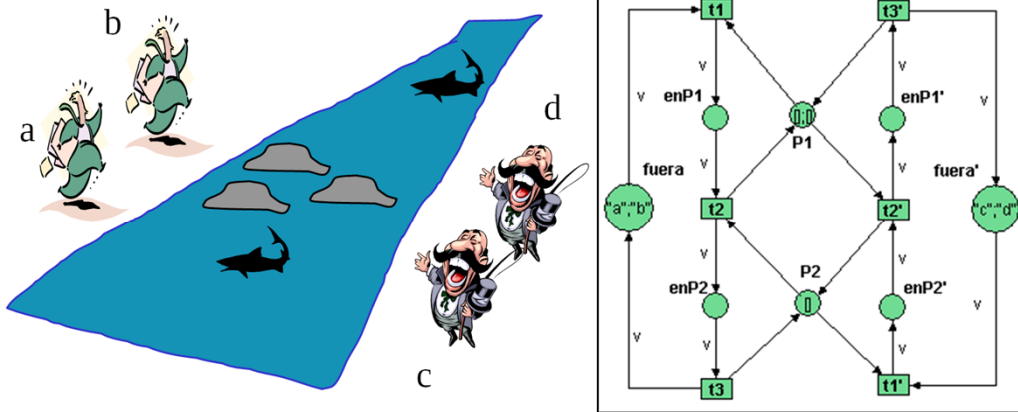 b
a
d
c
t1
t3'
v
v
v
v
enP1
enP1'
[];[]
P1
v
v
fuera
fuera'
"a";"b"
"c";"d"
t2
t2'
v
v
P2
enP2
enP2'
[]
v
v
v
v
t3
t1'